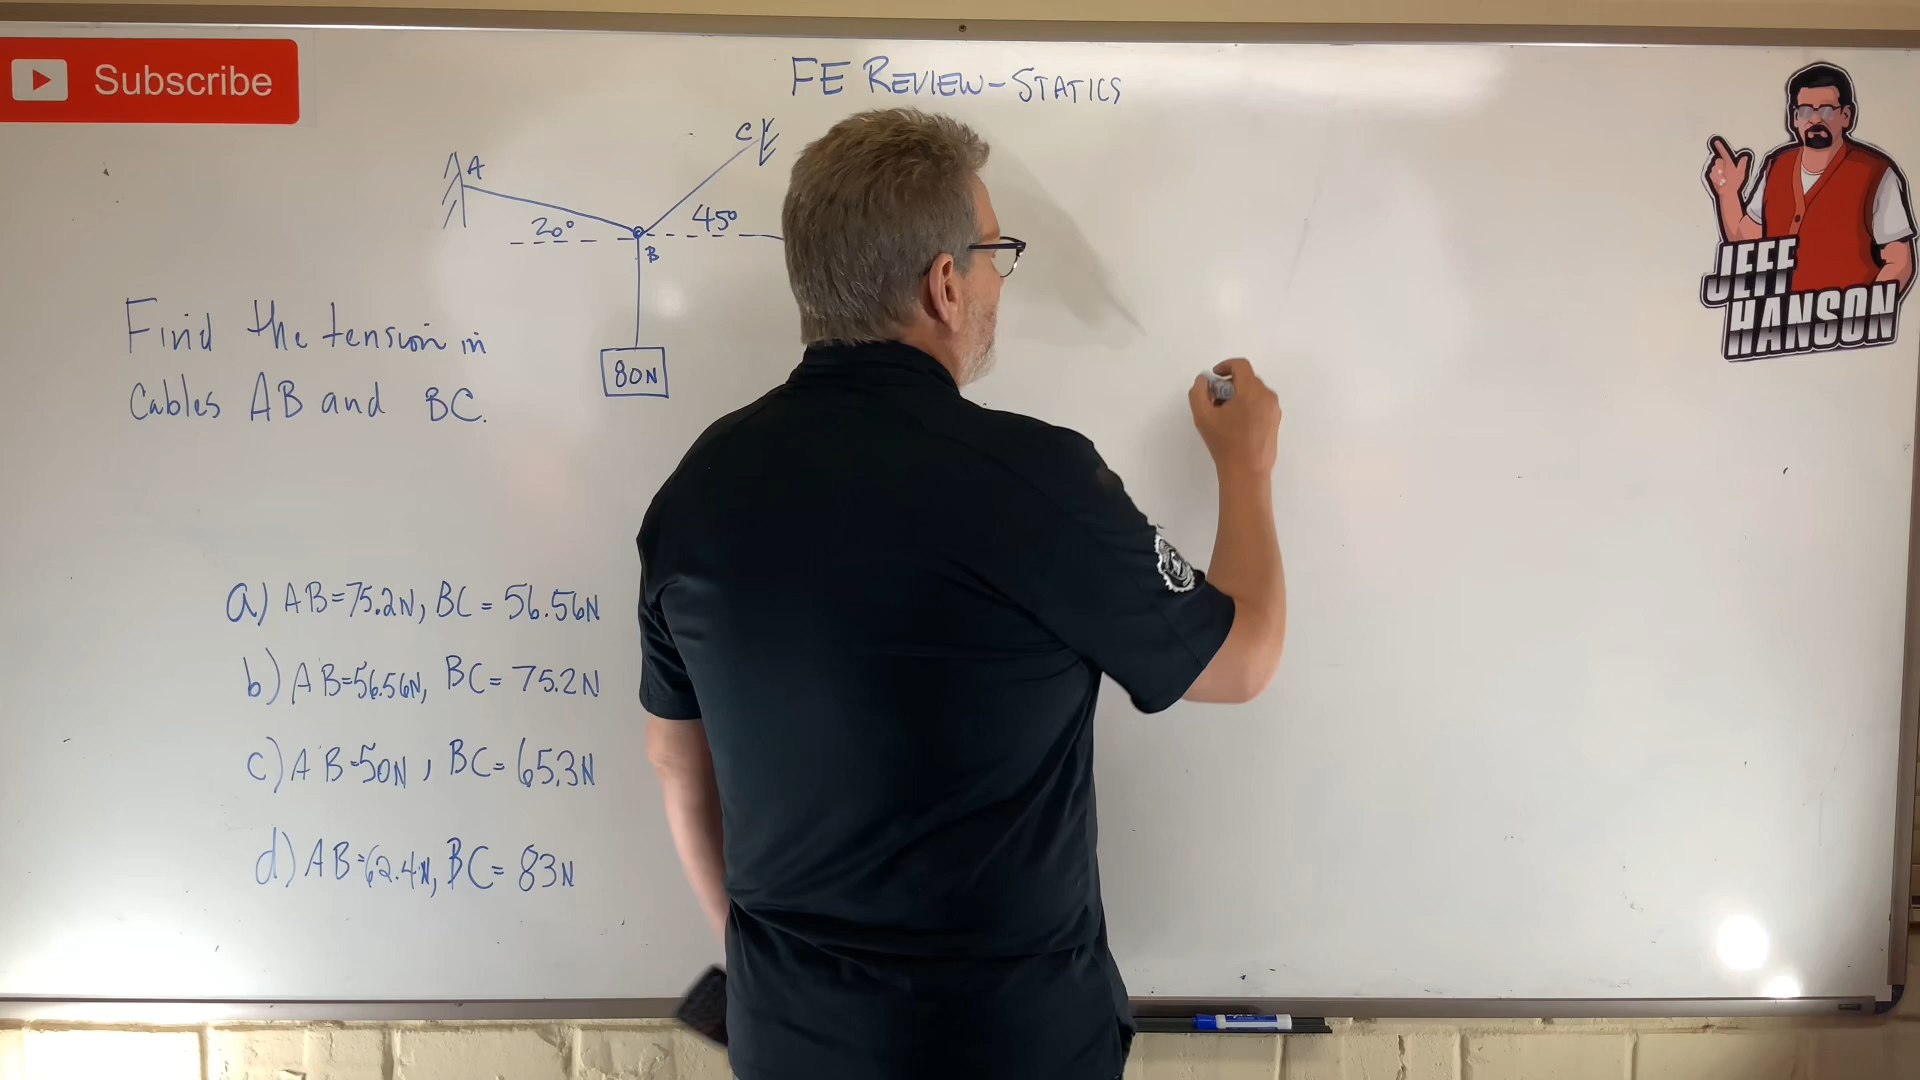 Subscribe
FE REVIEW-STATICS
A
C
20°
45°
B
80N
Find the tension in
Cables AB and BC.
a) AB=75.2N, BC=56.56N
b) AB=56.56N, BC=75.2N
c) AB=50N, BC=65.3N
d) AB=62.4N, BC=83N
JEFF
HANSON